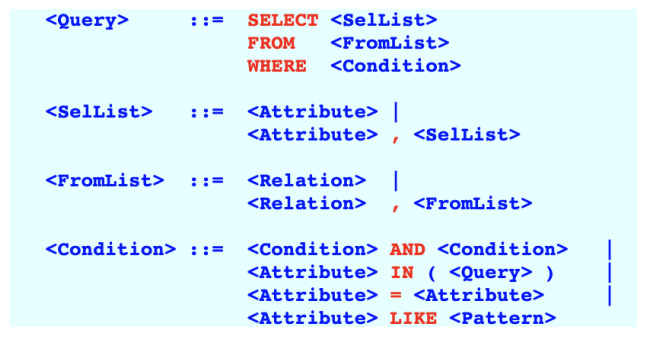 <Query> ::= SELECT <SelList>
FROM <FromList>
WHERE <Condition>
<SelList> ::= <Attribute> |
<Attribute> , <SelList>
<FromList> ::= <Relation> |
<Relation> , <FromList>
<Condition> ::= <Condition> AND <Condition> |
<Attribute> IN ( <Query> ) |
<Attribute> = <Attribute> |
<Attribute> LIKE <Pattern>